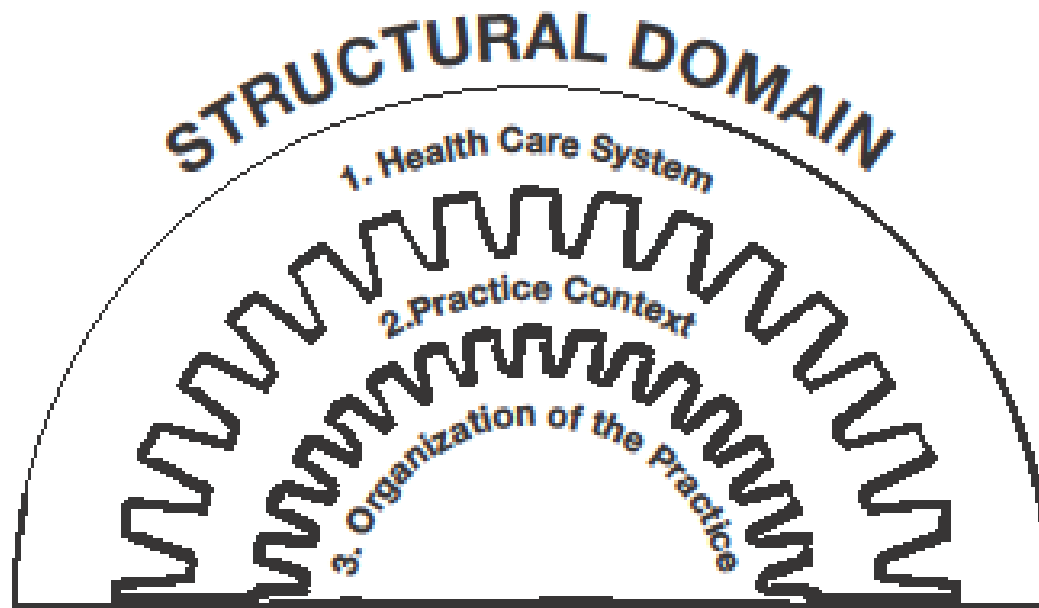 STRUCTURAL DOMAIN
1. Health Care System
2.Practice Context
3. Organization of the Practice